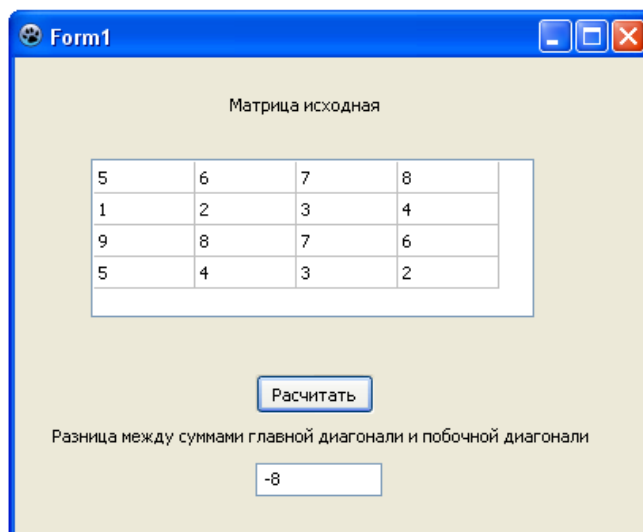 Form1
Матрица исходная
5 6 7 8
1 2 3 4
9 8 7 6
5 4 3 2
Расчитать
Разница между суммами главной диагонали и побочной диагонали
-8